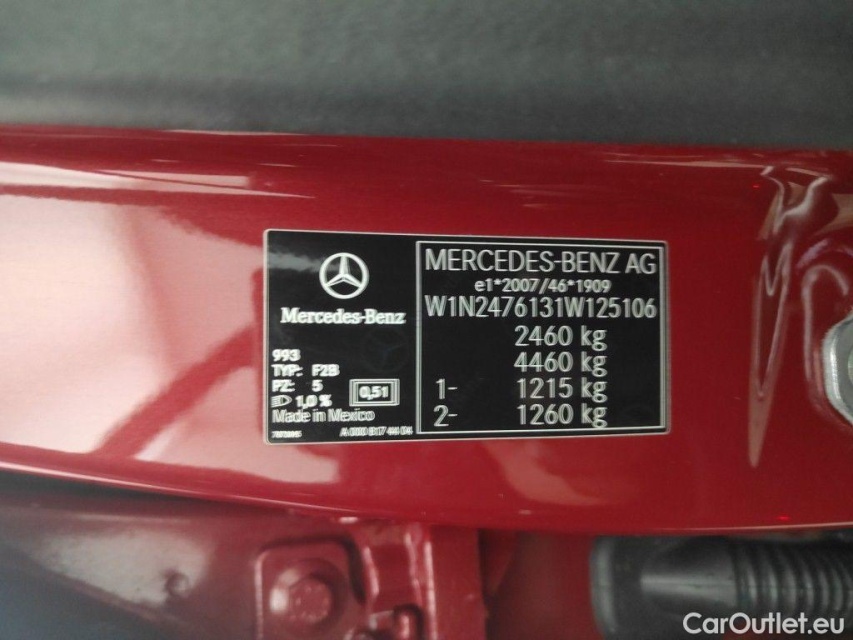 Mercedes-Benz
993
TYP: F2B
PZ: 5
1,0 %
0,51
Made in Mexico
MERCEDES-BENZ AG
e1*2007/46*1909
W1N2476131W125106
2460 kg
4460 kg
1- 1215 kg
2- 1260 kg
CarOutlet.eu